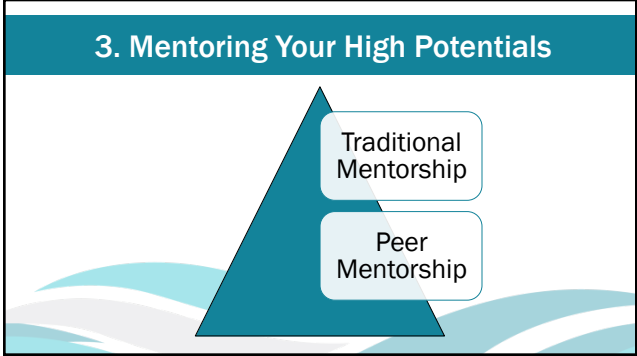 3. Mentoring Your High Potentials
Traditional
Mentorship
Peer
Mentorship